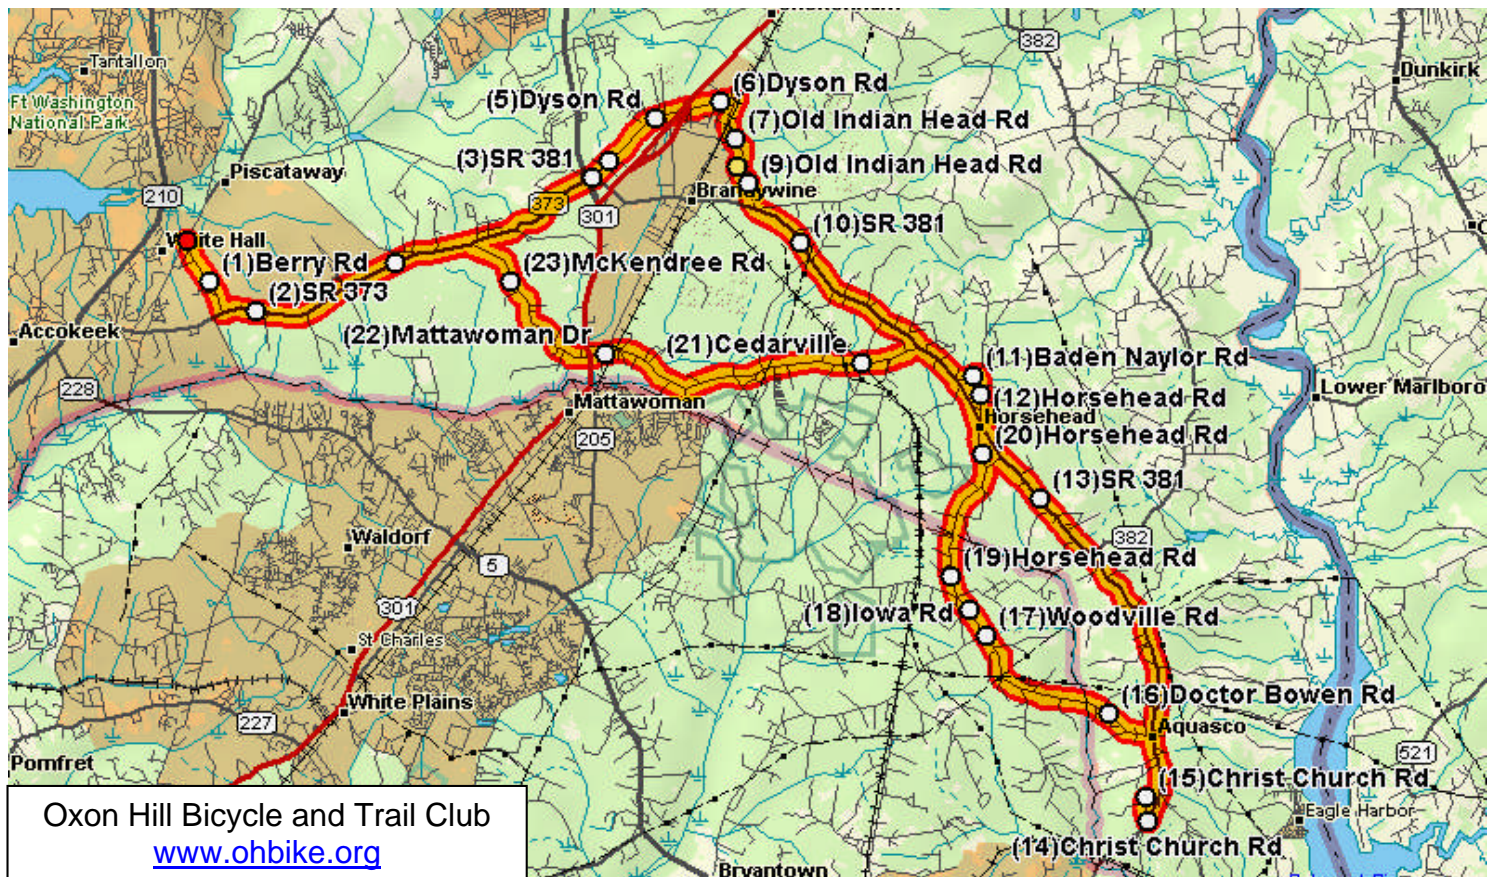 382
Dunkirk
Tantallon
(6)Dyson Rd
(5)Dyson Rd
Ft Washington
National Park
(7)Old Indian Head Rd
(3)SR 381
(9)Old Indian Head Rd
Piscataway
210
Brandywine
373
301
(10)SR 381
White Hall
(1)Berry Rd
(23)McKendree Rd
(2)SR 373
Accokeek
(22)Mattawoman Dr
(21)Cedarville
(11)Baden Naylor Rd
228
Lower Marlboro
(12)Horsehead Rd
Mattawoman
Horsehead
205
(20)Horsehead Rd
(13)SR 381
Waldorf
382
5
(19)Horsehead Rd
301
(18)Iowa Rd
(17)Woodville Rd
St Charles
White Plains
(16)Doctor Bowen Rd
227
Aquasco
521
Pomfret
(15)Christ Church Rd
Eagle Harbor
(14)Christ Church Rd
Bryantown
Oxon Hill Bicycle and Trail Club
www.ohbike.org